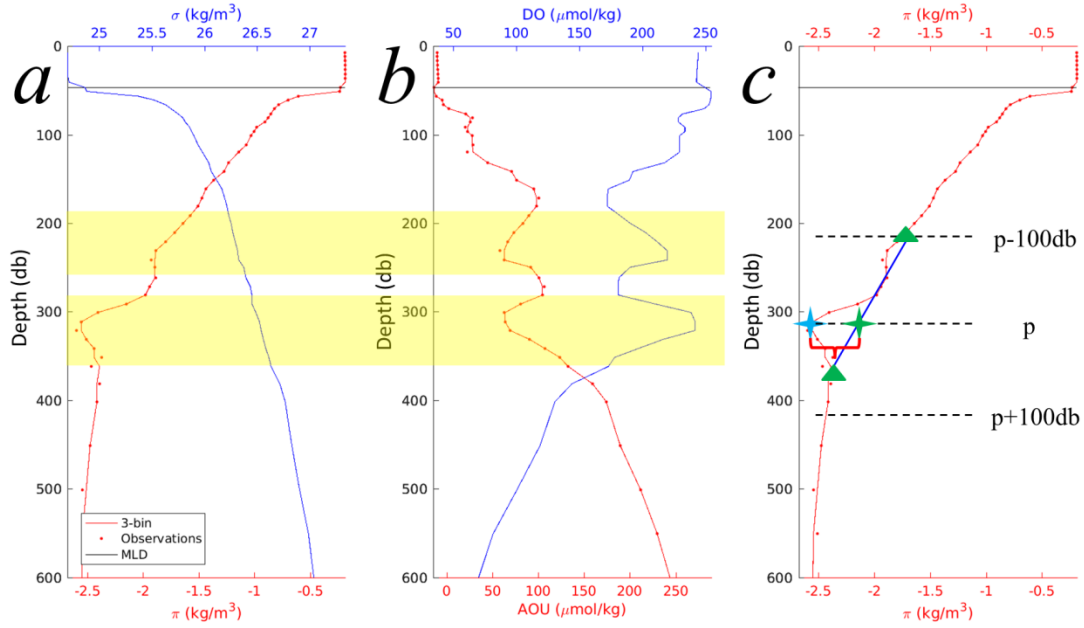 σ (kg/m³)
25 25.5 26 26.5 27
DO (μmol/kg)
50 100 150 200 250
π (kg/m³)
-2.5 -2 -1.5 -1 -0.5
a
b
c
0
100
200
300
400
500
600
Depth (db)
0
100
200
300
400
500
600
Depth (db)
0
100
200
300
400
500
600
Depth (db)
p-100db
p
p+100db
3-bin
Observations
MLD
-2.5 -2 -1.5 -1 -0.5
π (kg/m³)
0 50 100 150 200 250
AOU (μmol/kg)
-2.5 -2 -1.5 -1 -0.5
π (kg/m³)